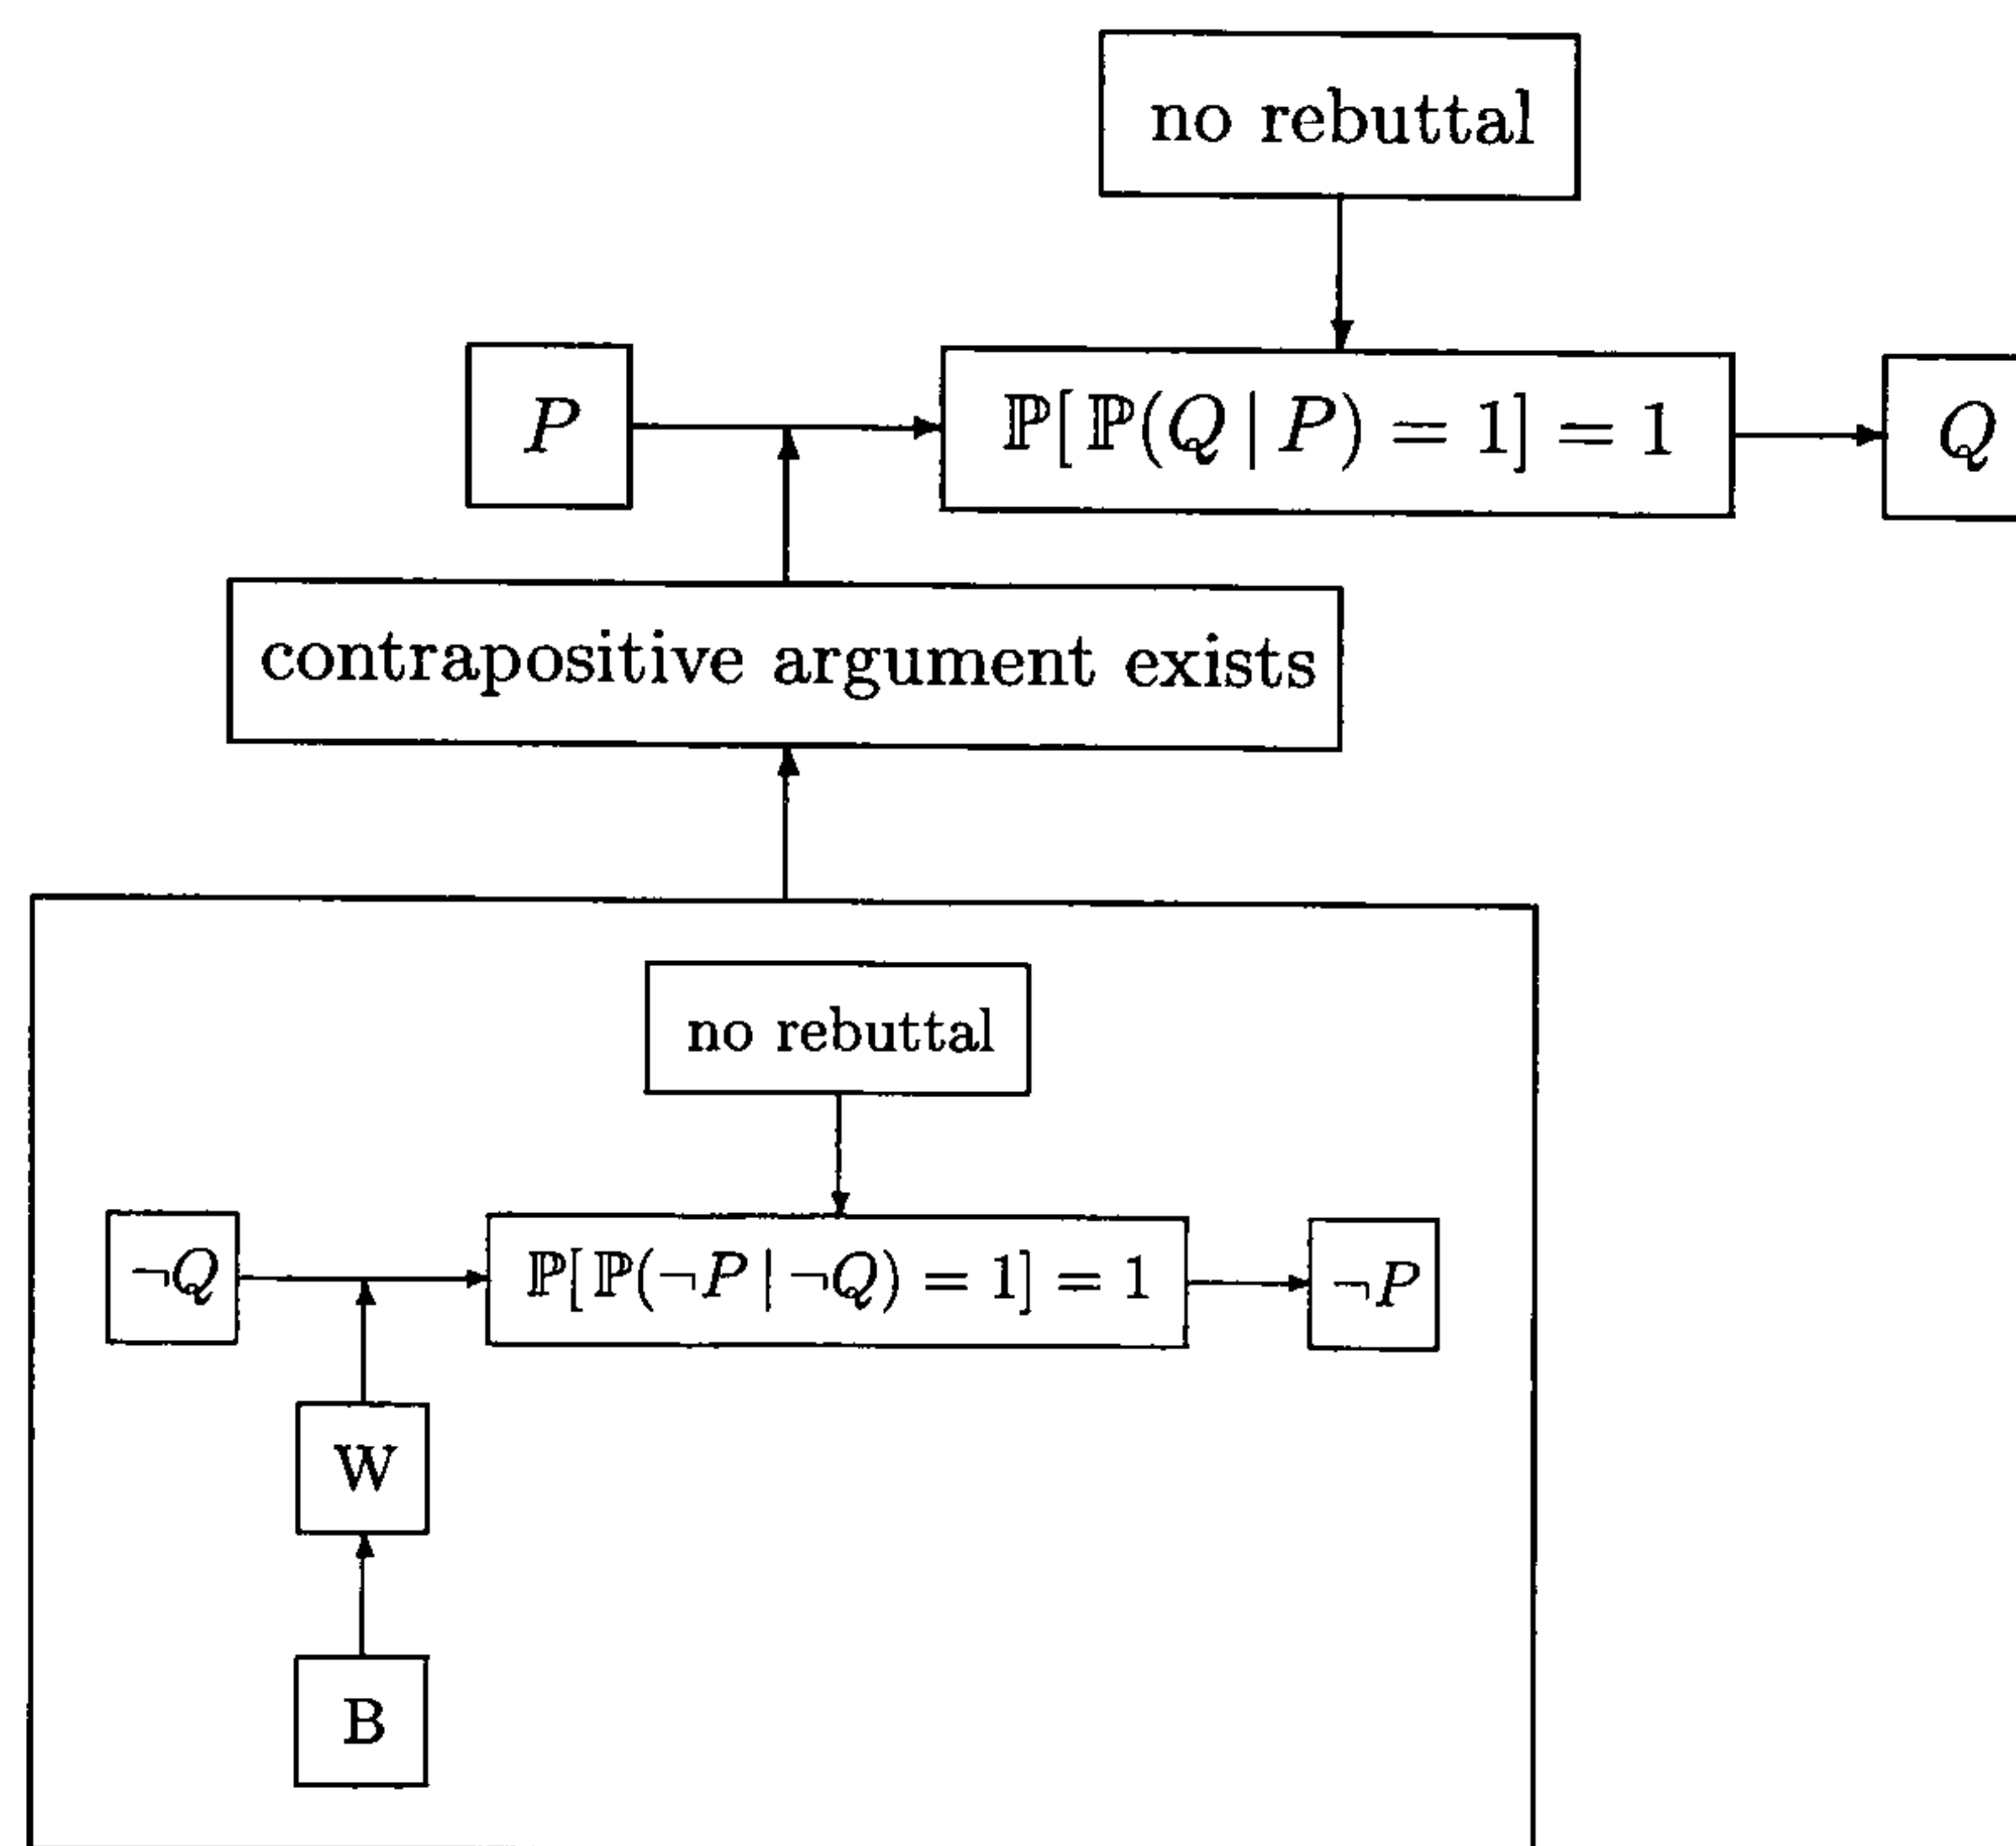 no rebuttal
P
ℙ[ℙ(Q | P) = 1] = 1
Q
contrapositive argument exists
no rebuttal
¬Q
ℙ[ℙ(¬P | ¬Q) = 1] = 1
¬P
W
B